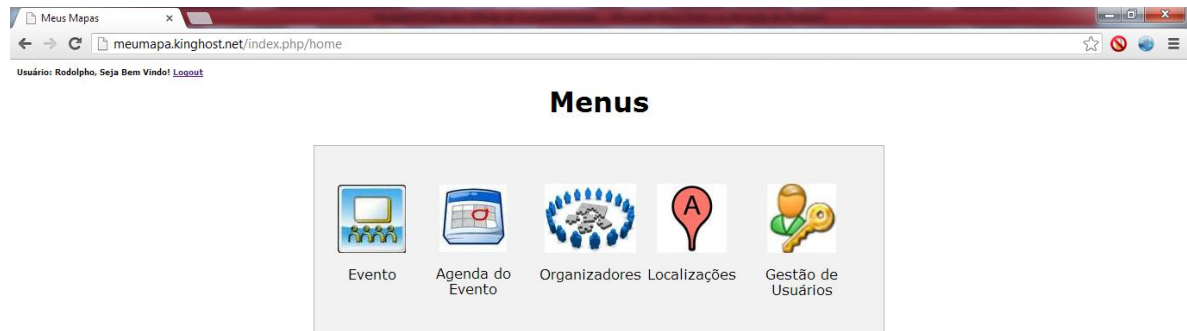 Meus Mapas
meumapa.kinghost.net/index.php/home
Usuário: Rodolpho, Seja Bem Vindo! Logout
Menus
A
Evento
Agenda do
Evento
Organizadores
Localizações
Gestão de
Usuários